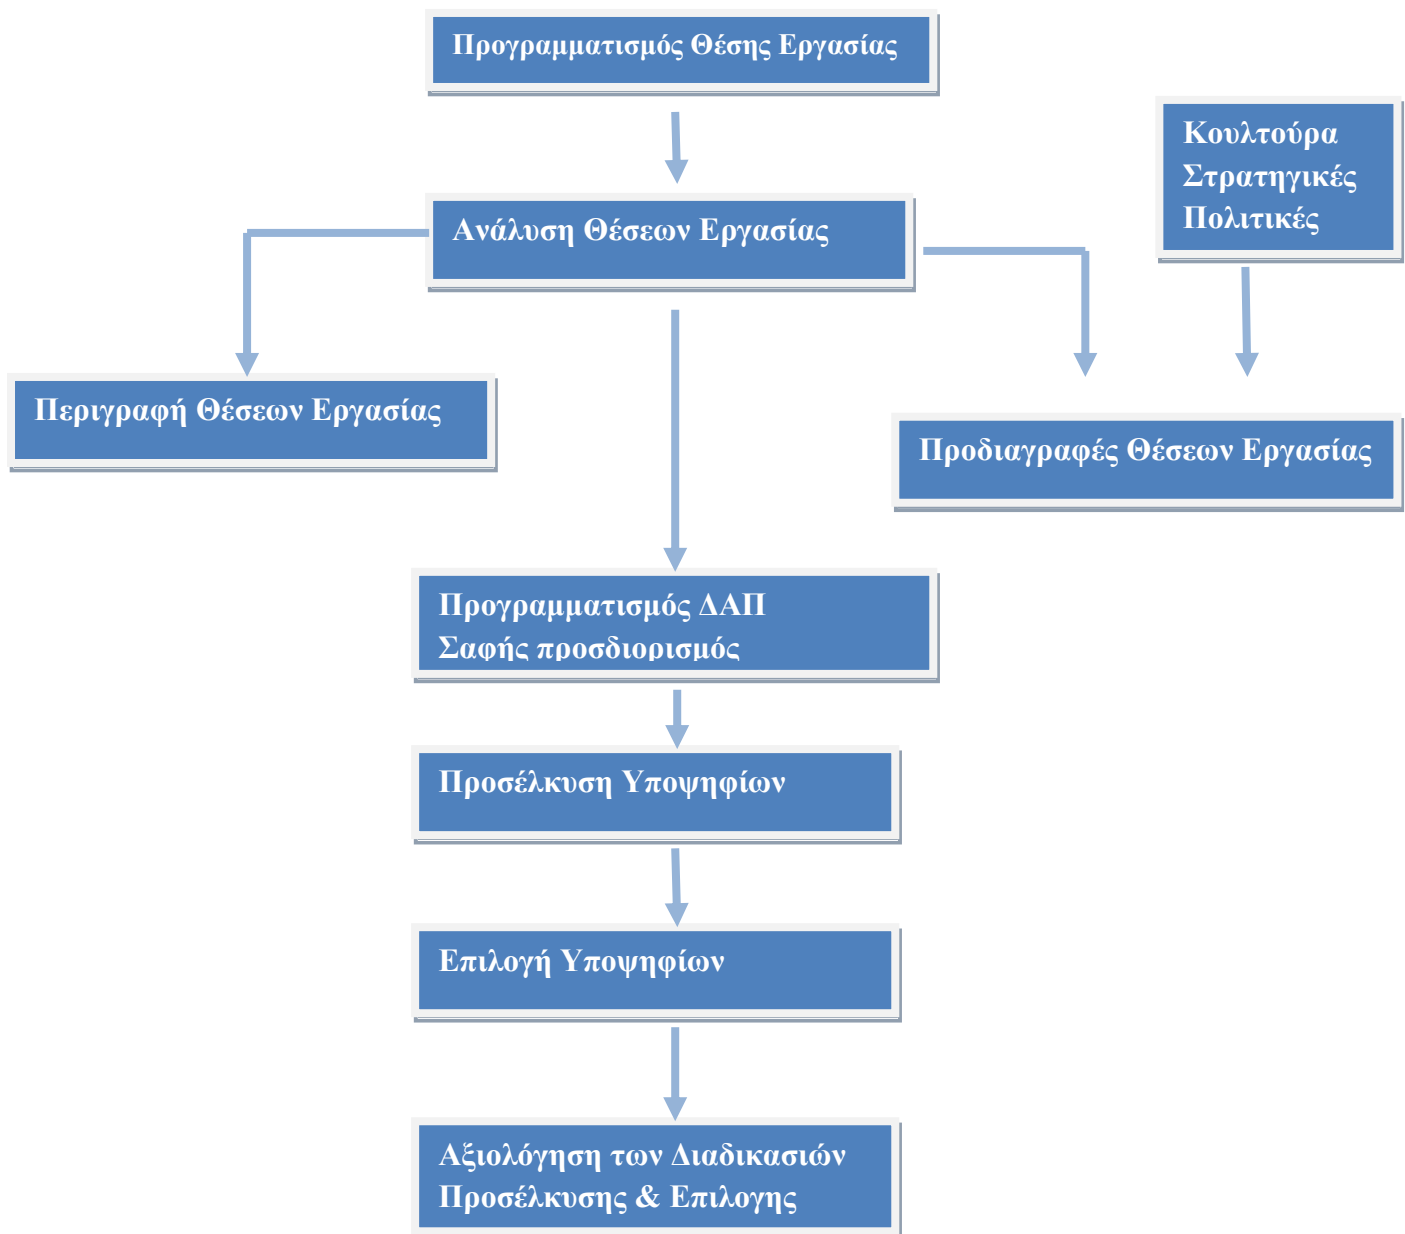 Προγραμματισμός Θέσης Εργασίας
Κουλτούρα
Στρατηγικές
Πολιτικές
Ανάλυση Θέσεων Εργασίας
Περιγραφή Θέσεων Εργασίας
Προδιαγραφές Θέσεων Εργασίας
Προγραμματισμός ΔΑΠ
Σαφής προσδιορισμός
Προσέλκυση Υποψηφίων
Επιλογή Υποψηφίων
Αξιολόγηση των Διαδικασιών
Προσέλκυσης & Επιλογης